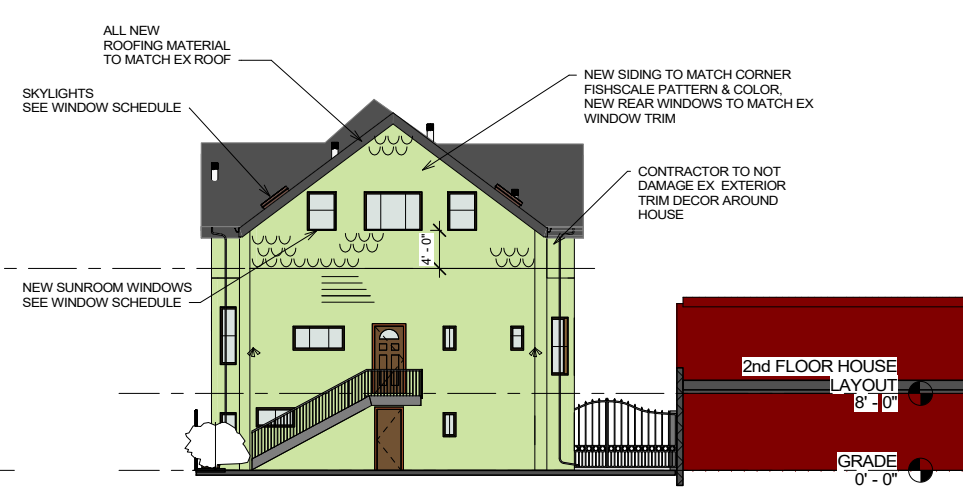 ALL NEW
ROOFING MATERIAL
TO MATCH EX ROOF
SKYLIGHTS
SEE WINDOW SCHEDULE
NEW SIDING TO MATCH CORNER
FISHSCALE PATTERN & COLOR,
NEW REAR WINDOWS TO MATCH EX
WINDOW TRIM
CONTRACTOR TO NOT
DAMAGE EX EXTERIOR
TRIM DECOR AROUND
HOUSE
4' - 0"
NEW SUNROOM WINDOWS
SEE WINDOW SCHEDULE
2nd FLOOR HOUSE
LAYOUT
8' - 0"
GRADE
0' - 0"